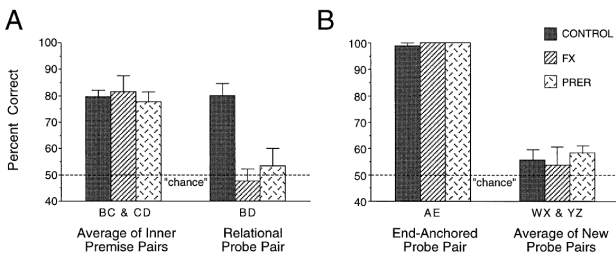 A
Percent Correct
100
90
80
70
60
50
40
"chance"
BC & CD
BD
Average of Inner
Premise Pairs
Relational
Probe Pair
B
CONTROL
FX
PRER
100
90
80
70
60
50
40
"chance"
AE
WX & YZ
End-Anchored
Probe Pair
Average of New
Probe Pairs